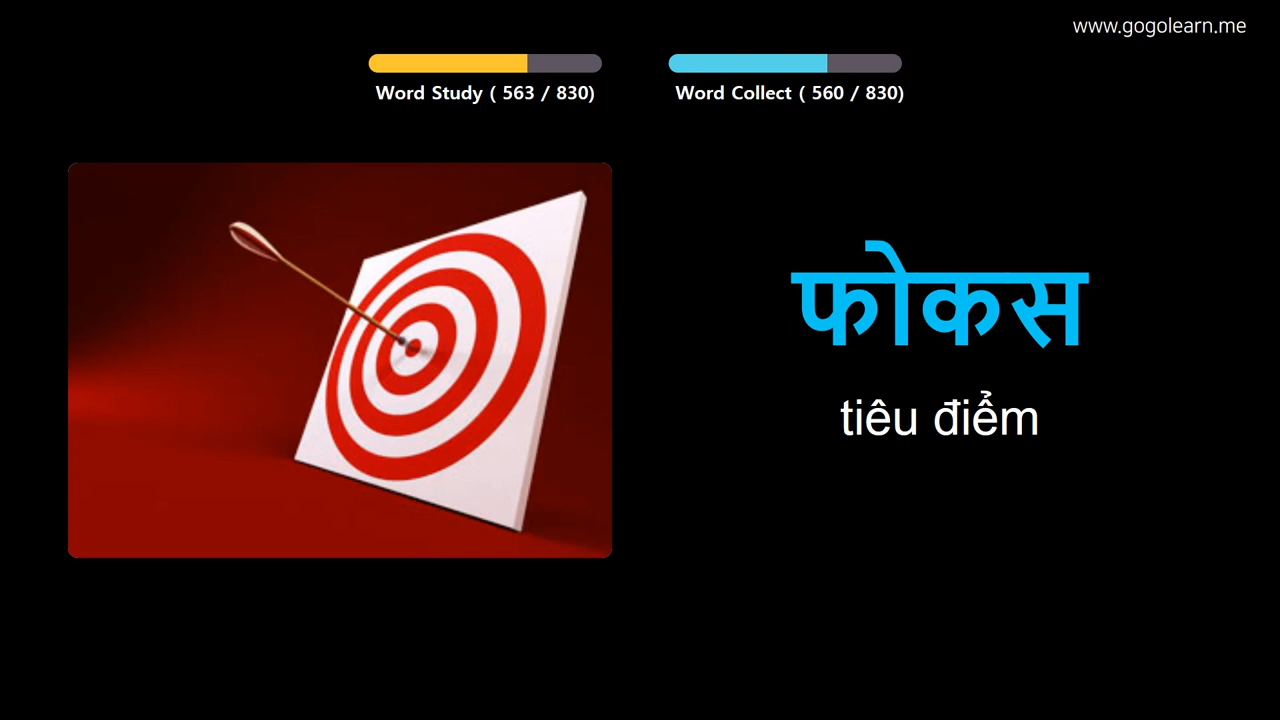 www.gogolearn.me
Word Study ( 563 / 830)
Word Collect ( 560 / 830)
फोकस
tiêu điểm